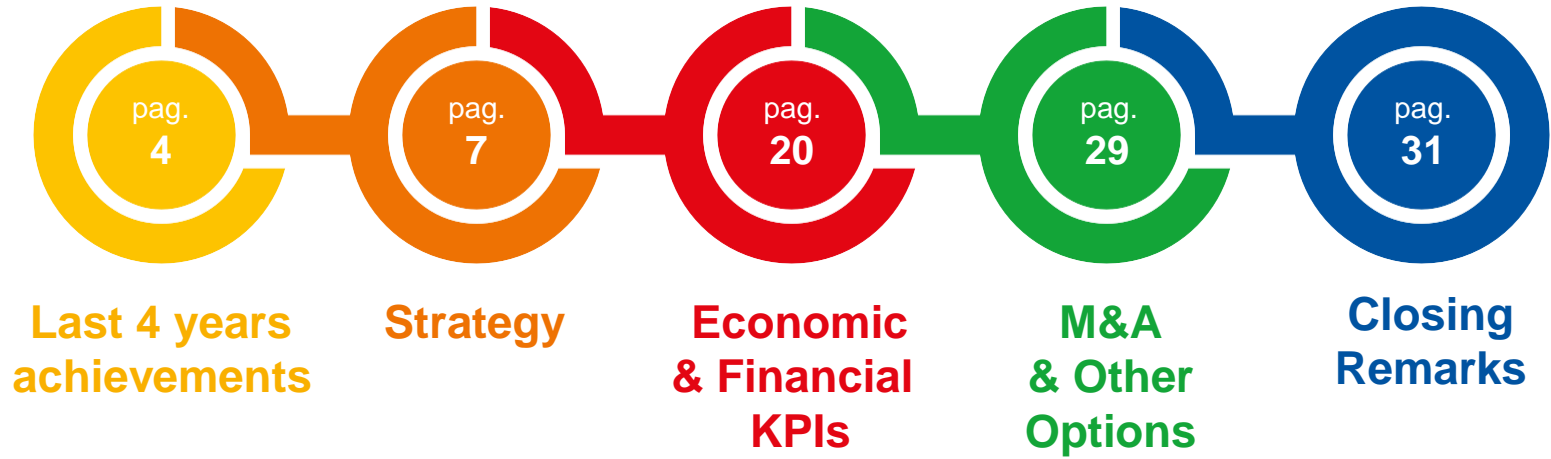 pag.
4
pag.
7
pag.
20
pag.
29
pag.
31
Last 4 years
achievements
Strategy
Economic
& Financial
KPIs
M&A
& Other
Options
Closing
Remarks